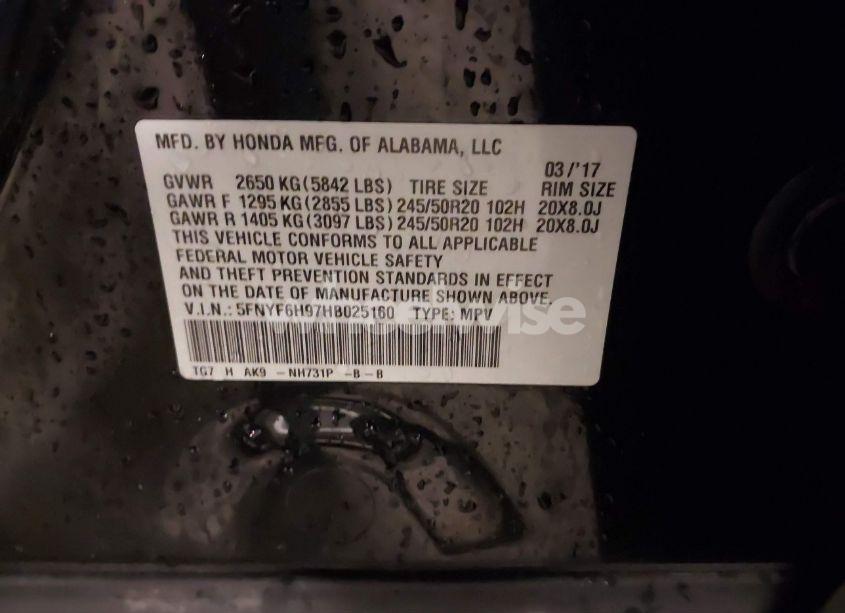 MFD. BY HONDA MFG. OF ALABAMA, LLC
03/'17
GVWR 2650 KG (5842 LBS) TIRE SIZE RIM SIZE
GAWR F 1295 KG (2855 LBS) 245/50R20 102H 20X8.0J
GAWR R 1405 KG (3097 LBS) 245/50R20 102H 20X8.0J
THIS VEHICLE CONFORMS TO ALL APPLICABLE
FEDERAL MOTOR VEHICLE SAFETY
AND THEFT PREVENTION STANDARDS IN EFFECT
ON THE DATE OF MANUFACTURE SHOWN ABOVE.
V.I.N.: 5FNYF6H97HB025160 TYPE: MPV
TG7 H AK9 -NH731P -B-B